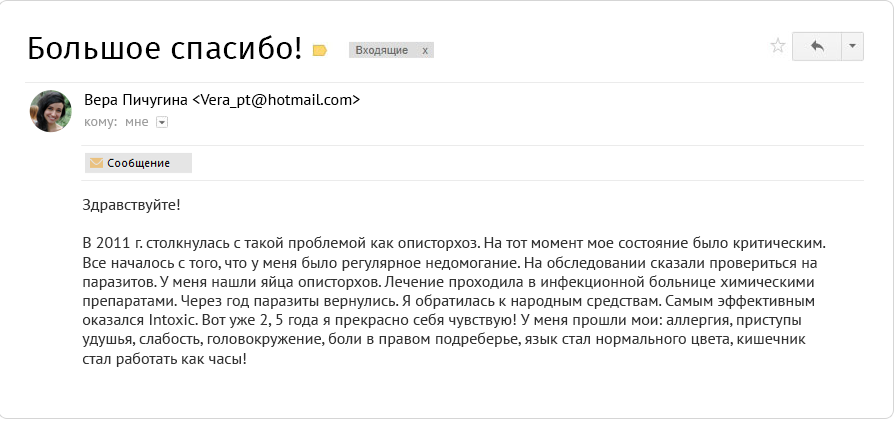 Большое спасибо!
Входящие x
Вера Пичугина <Vera_pt@hotmail.com>
кому: мне
Сообщение
Здравствуйте!
В 2011 г. столкнулась с такой проблемой как описторхоз. На тот момент мое состояние было критическим.
Все началось с того, что у меня было регулярное недомогание. На обследовании сказали провериться на
паразитов. У меня нашли яйца описторхов. Лечение проходила в инфекционной больнице химическими
препаратами. Через год паразиты вернулись. Я обратилась к народным средствам. Самым эффективным
оказался Intoxic. Вот уже 2, 5 года я прекрасно себя чувствую! У меня прошли мои: аллергия, приступы
удушья, слабость, головокружение, боли в правом подреберье, язык стал нормального цвета, кишечник
стал работать как часы!